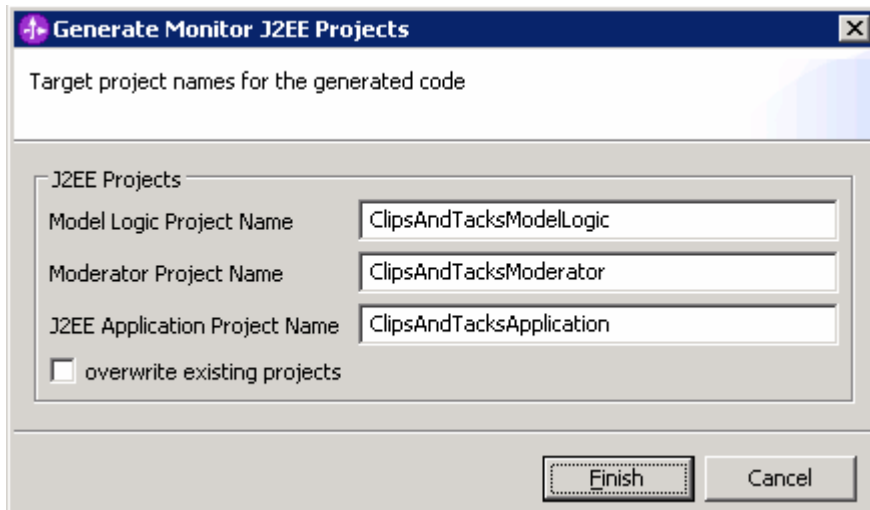 Generate Monitor J2EE Projects
Target project names for the generated code
J2EE Projects
Model Logic Project Name ClipsAndTacksModelLogic
Moderator Project Name ClipsAndTacksModerator
J2EE Application Project Name ClipsAndTacksApplication
overwrite existing projects
Finish Cancel